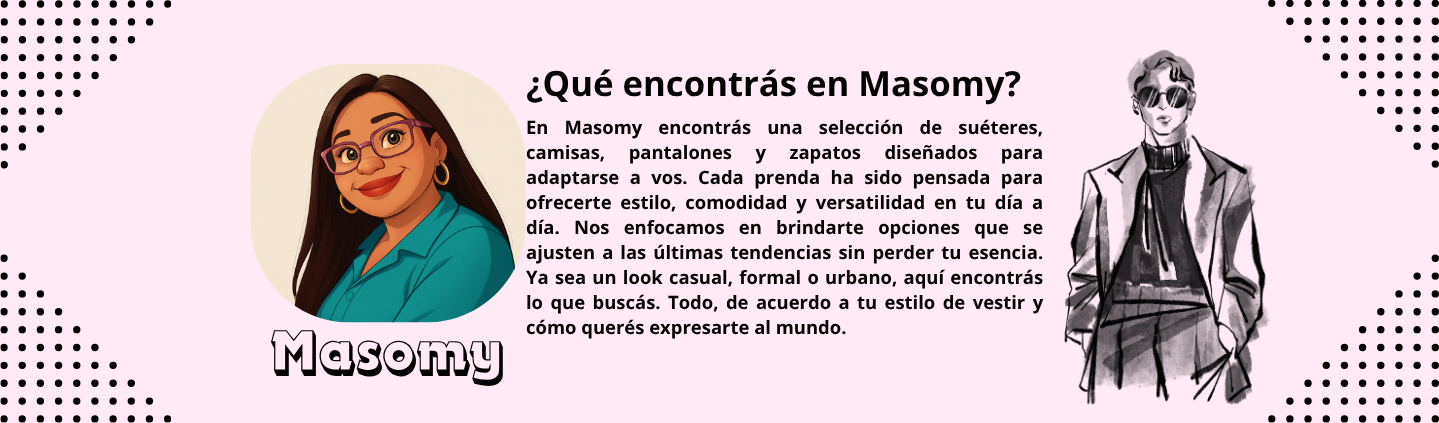 ¿Qué encontrás en Masomy?
En Masomy encontrás una selección de suéteres,
camisas, pantalones y zapatos diseñados para
adaptarse a vos. Cada prenda ha sido pensada para
ofrecerte estilo, comodidad y versatilidad en tu día a
día. Nos enfocamos en brindarte opciones que se
ajusten a las últimas tendencias sin perder tu esencia.
Ya sea un look casual, formal o urbano, aquí encontrás
lo que buscás. Todo, de acuerdo a tu estilo de vestir y
cómo querés expresarte al mundo.
Masomy